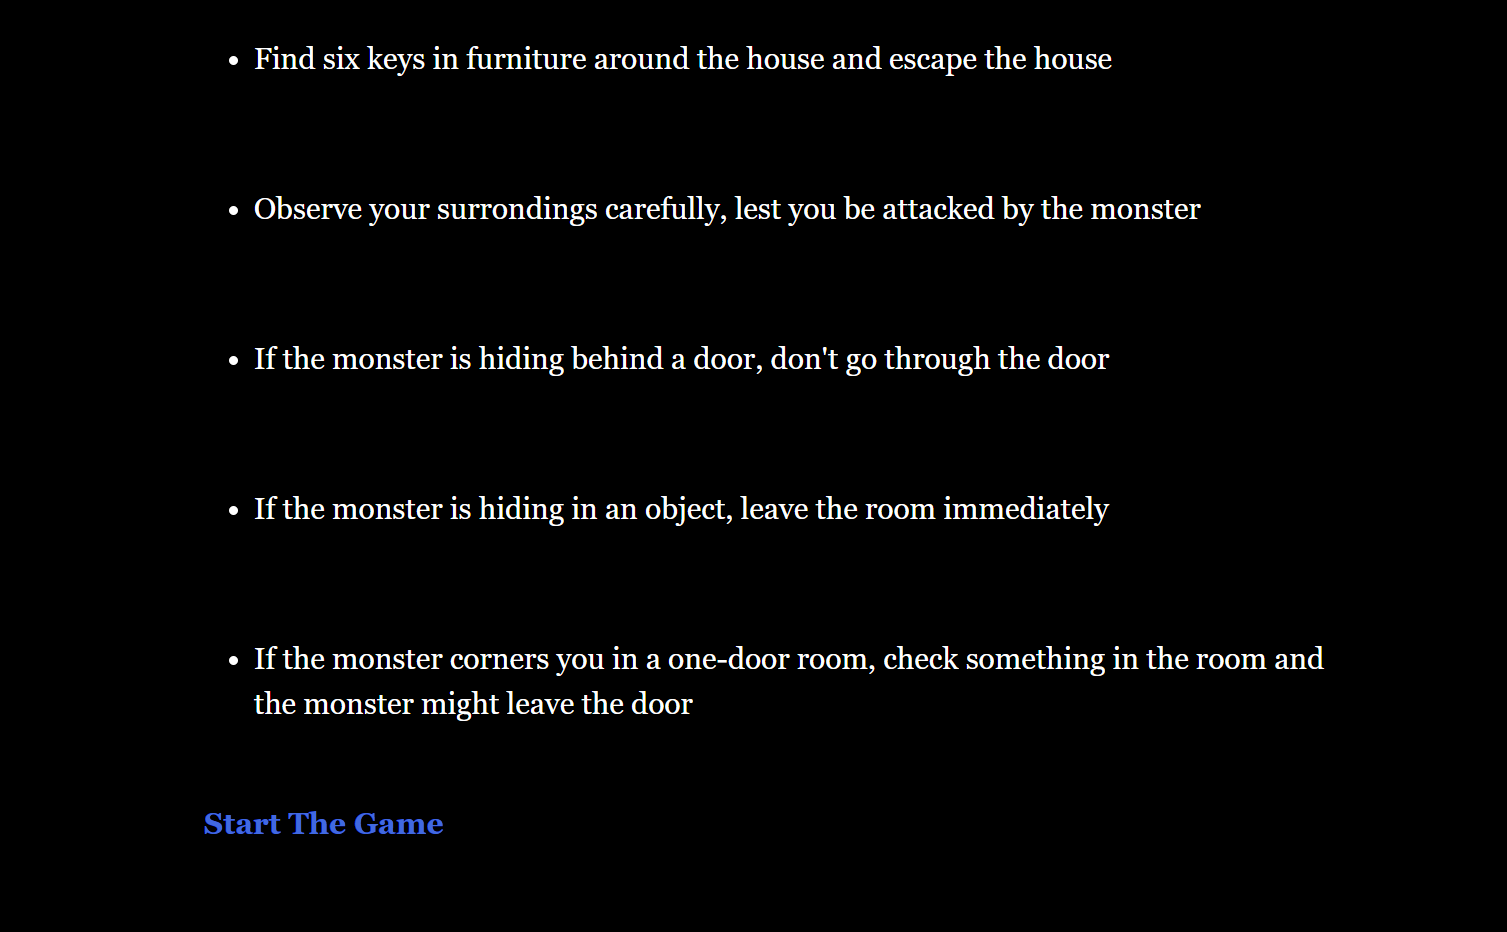 • Find six keys in furniture around the house and escape the house
• Observe your surrondings carefully, lest you be attacked by the monster
• If the monster is hiding behind a door, don't go through the door
• If the monster is hiding in an object, leave the room immediately
• If the monster corners you in a one-door room, check something in the room and
the monster might leave the door
Start The Game